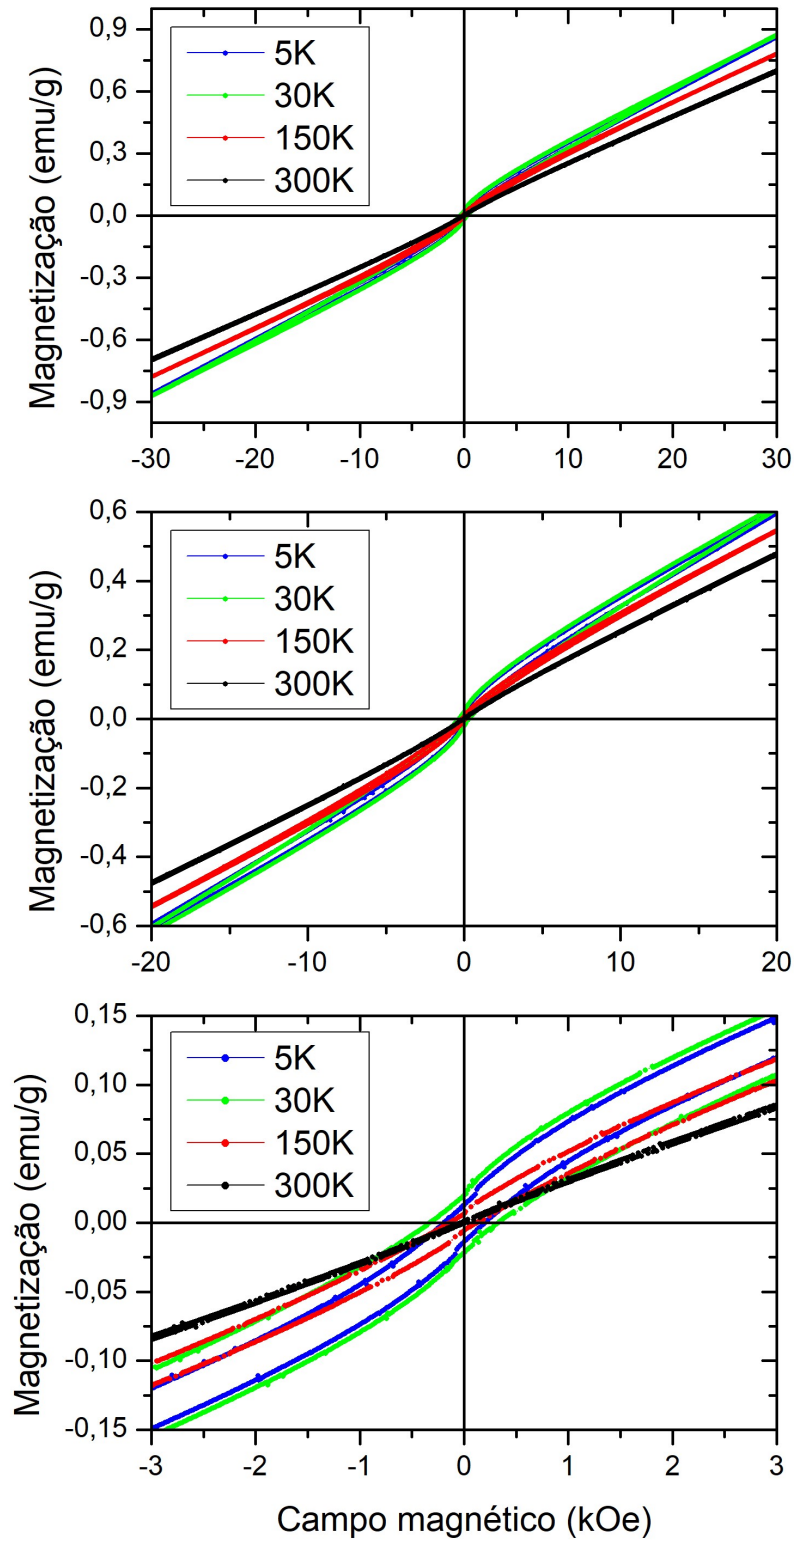 Magnetização (emu/g)
0,9
0,6
0,3
0,0
-0,3
-0,6
-0,9
5K
30K
150K
300K
-30 -20 -10 0 10 20 30
Magnetização (emu/g)
0,6
0,4
0,2
0,0
-0,2
-0,4
-0,6
5K
30K
150K
300K
-20 -10 0 10 20
Magnetização (emu/g)
0,15
0,10
0,05
0,00
-0,05
-0,10
-0,15
5K
30K
150K
300K
-3 -2 -1 0 1 2 3
Campo magnético (kOe)